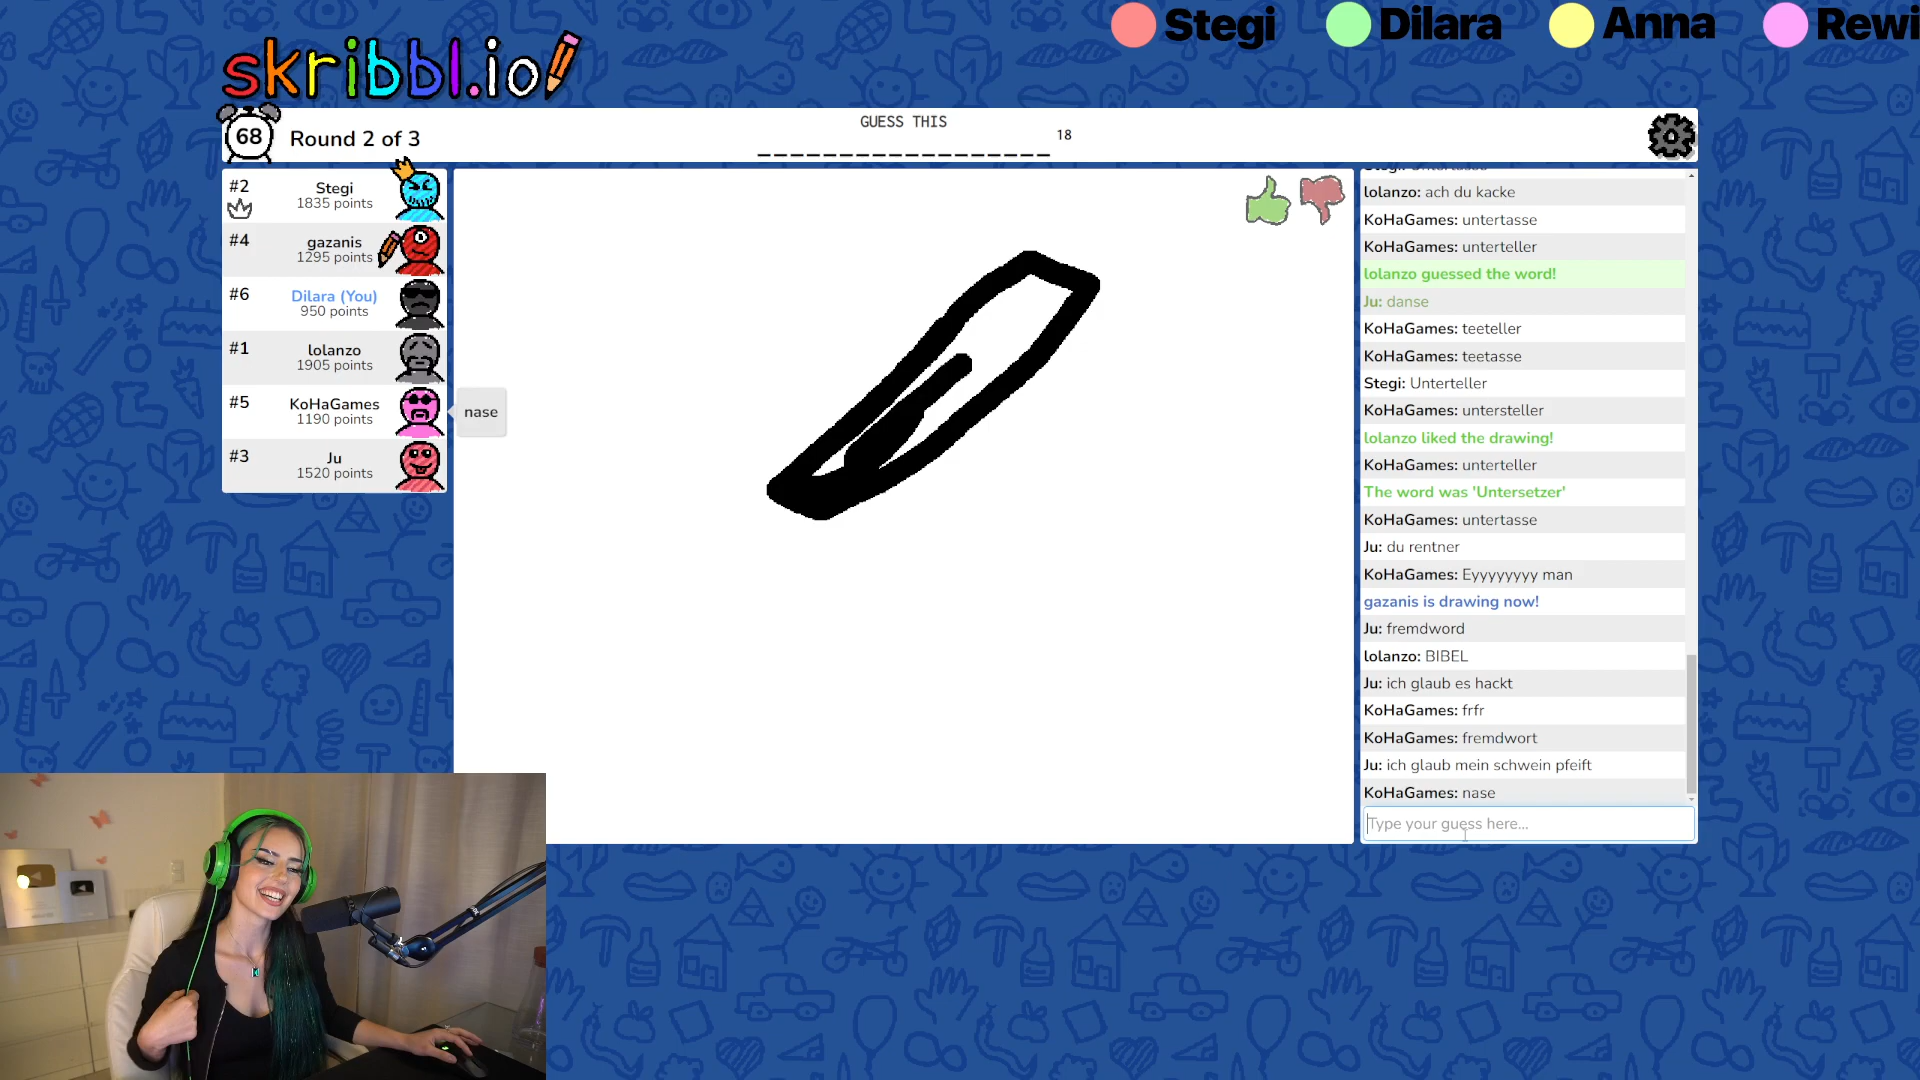 Stegi Dilara Anna Rewi
skribbl.io
68 Round 2 of 3
GUESS THIS
__________________ 18
#2 Stegi
1835 points
#4 gazanis
1295 points
#6 Dilara (You)
950 points
#1 lolanzo
1905 points
#5 KoHaGames
1190 points
nase
#3 Ju
1520 points
lolanzo: ach du kacke
KoHaGames: untertasse
KoHaGames: unterteller
lolanzo guessed the word!
Ju: danse
KoHaGames: teeteller
KoHaGames: teetasse
Stegi: Unterteller
KoHaGames: untersteller
lolanzo liked the drawing!
KoHaGames: unterteller
The word was 'Untersetzer'
KoHaGames: untertasse
Ju: du rentner
KoHaGames: Eyyyyyyyy man
gazanis is drawing now!
Ju: fremdword
lolanzo: BIBEL
Ju: ich glaub es hackt
KoHaGames: frfr
KoHaGames: fremdwort
Ju: ich glaub mein schwein pfeift
KoHaGames: nase
Type your guess here...